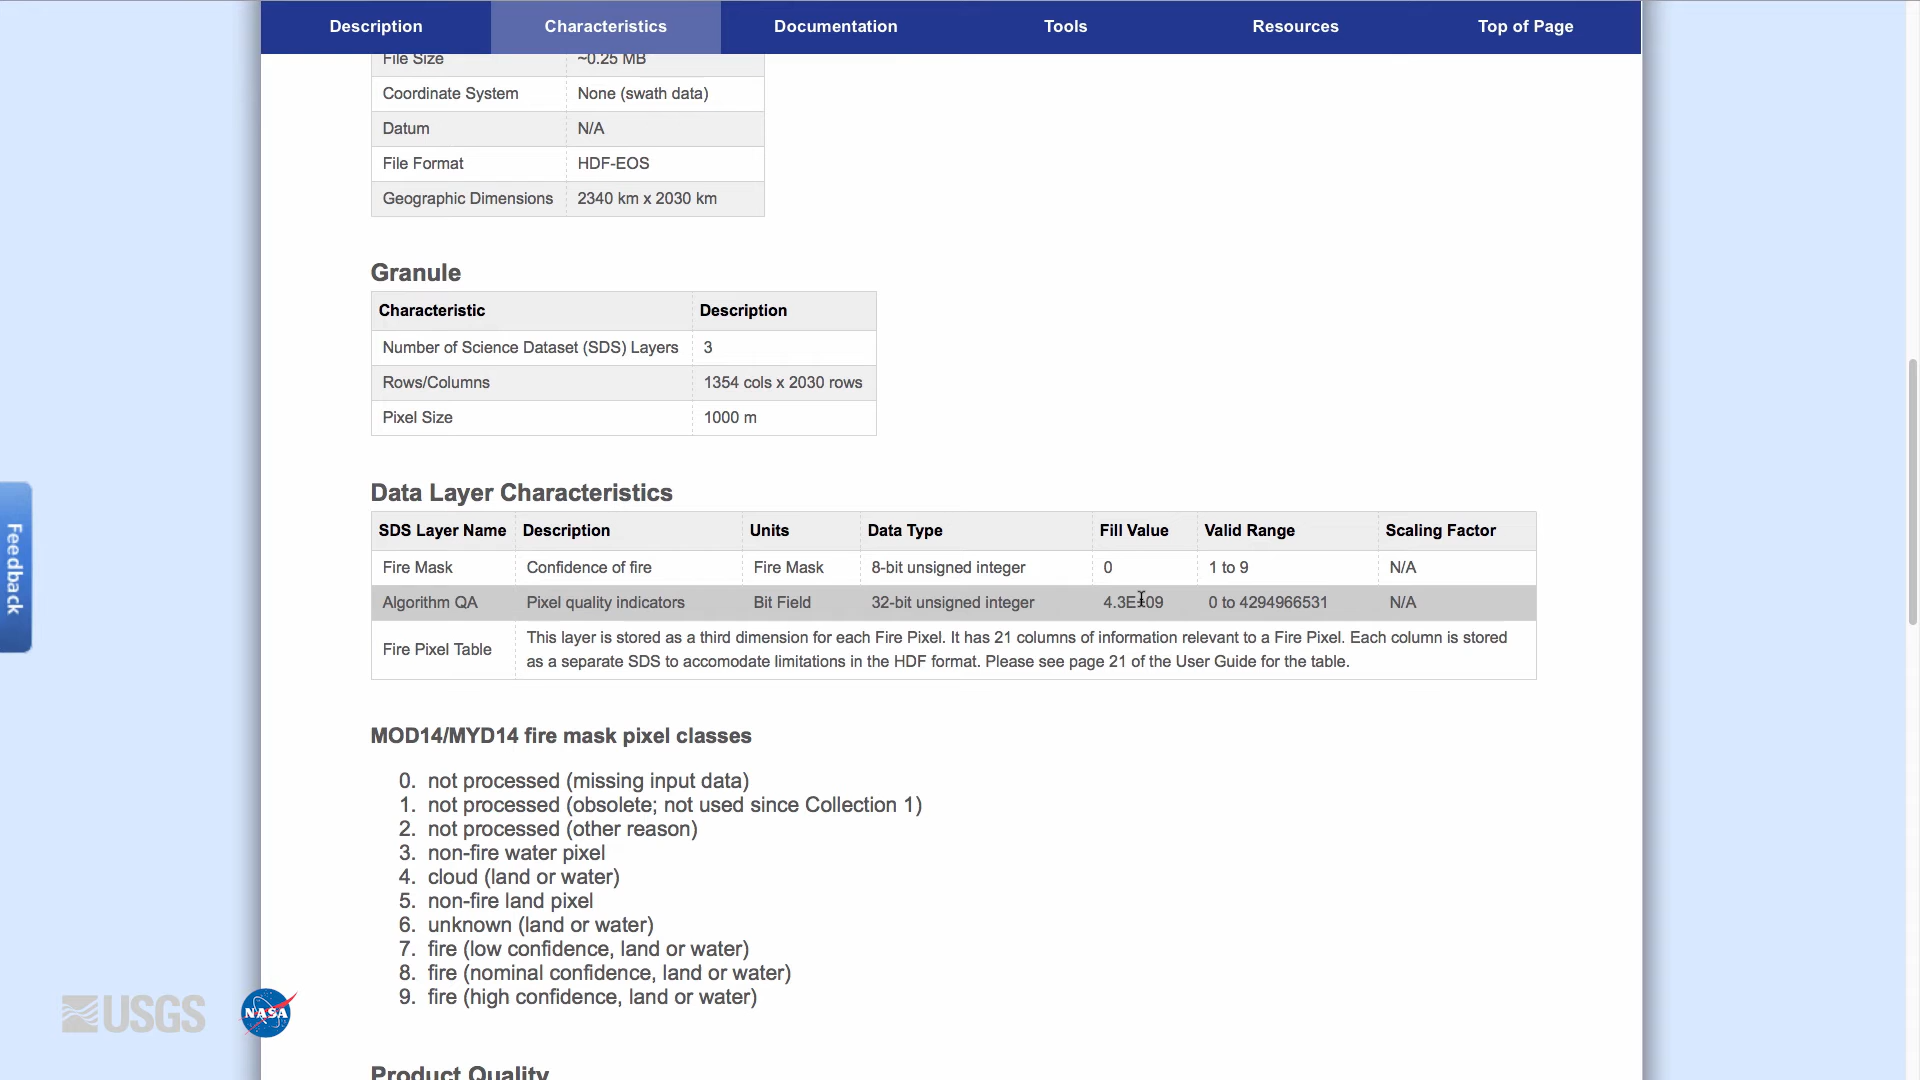 Description Characteristics Documentation Tools Resources Top of Page
File Size ~0.25 MB
Coordinate System None (swath data)
Datum N/A
File Format HDF-EOS
Geographic Dimensions 2340 km x 2030 km
Granule
Characteristic Description
Number of Science Dataset (SDS) Layers 3
Rows/Columns 1354 cols x 2030 rows
Pixel Size 1000 m
Data Layer Characteristics
SDS Layer Name Description Units Data Type Fill Value Valid Range Scaling Factor
Fire Mask Confidence of fire Fire Mask 8-bit unsigned integer 0 1 to 9 N/A
Algorithm QA Pixel quality indicators Bit Field 32-bit unsigned integer 4.3E+09 0 to 4294966531 N/A
Fire Pixel Table This layer is stored as a third dimension for each Fire Pixel. It has 21 columns of information relevant to a Fire Pixel. Each column is stored
as a separate SDS to accomodate limitations in the HDF format. Please see page 21 of the User Guide for the table.
Feedback
MOD14/MYD14 fire mask pixel classes
0. not processed (missing input data)
1. not processed (obsolete; not used since Collection 1)
2. not processed (other reason)
3. non-fire water pixel
4. cloud (land or water)
5. non-fire land pixel
6. unknown (land or water)
7. fire (low confidence, land or water)
8. fire (nominal confidence, land or water)
9. fire (high confidence, land or water)
USGS NASA
Product Quality